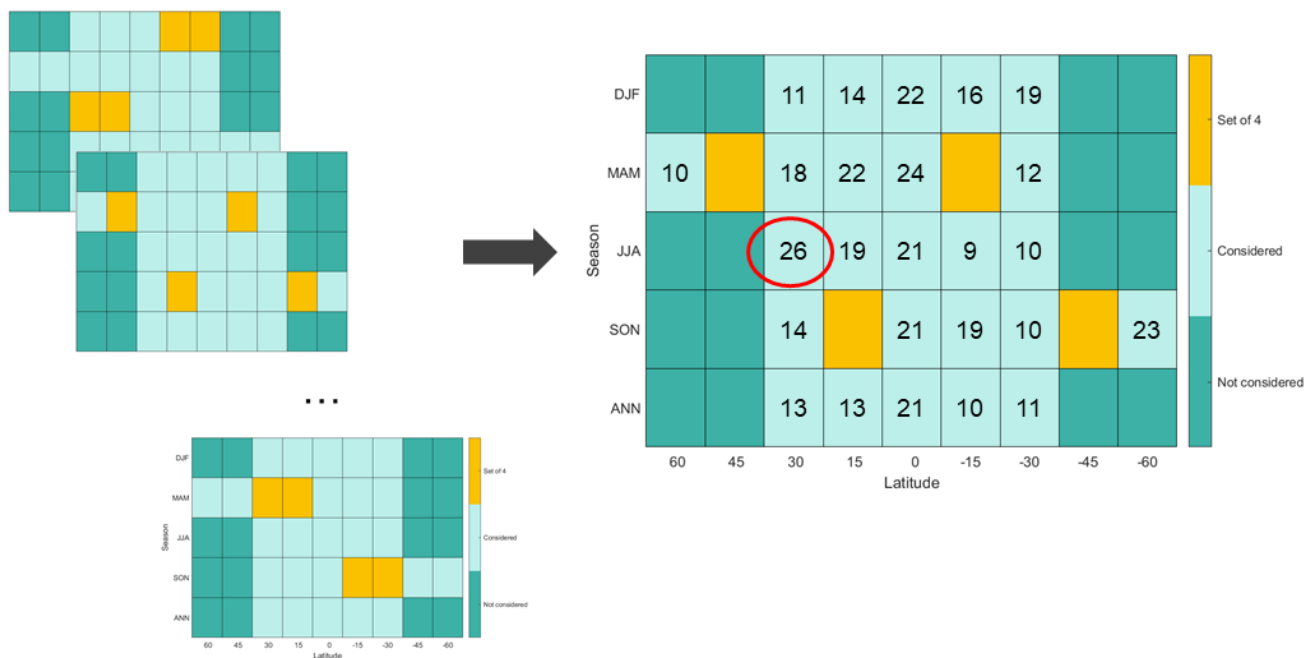 DJF 11 14 22 16 19
MAM 10 18 22 24 12
JJA 26 19 21 9 10
SON 14 21 19 10 23
ANN 13 13 21 10 11
60 45 30 15 0 -15 -30 -45 -60
Latitude
Season
Set of 4
Considered
Not considered
...
DJF
MAM
JJA
SON
ANN
60 45 30 15 0 -15 -30 -45 -60
Latitude
Season
Set of 4
Considered
Not considered